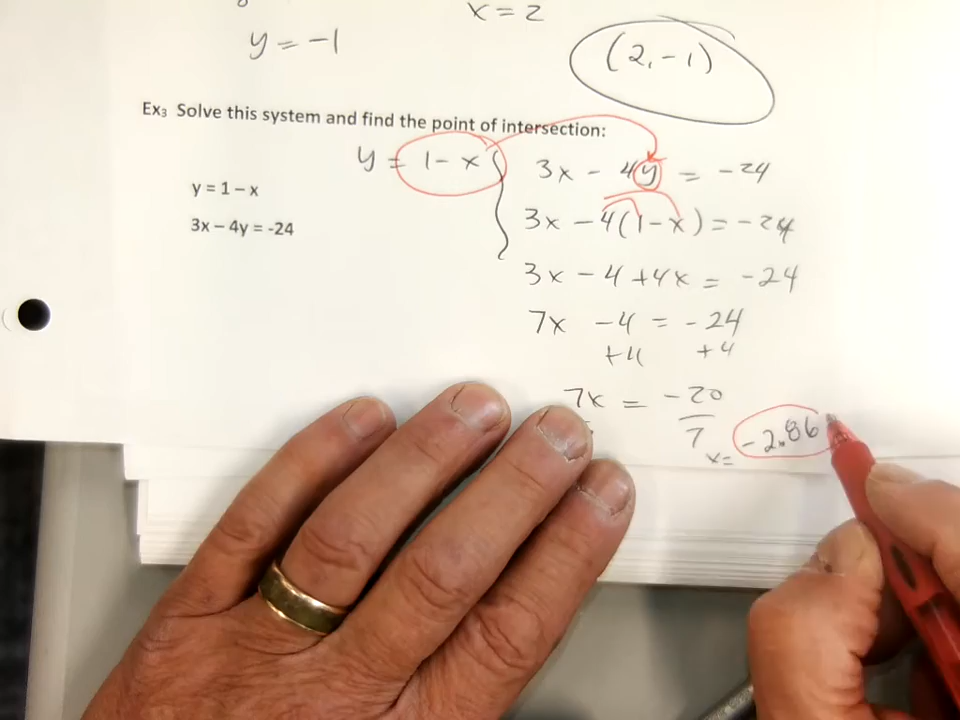 x = 2
y = -1
(2, -1)
Ex3 Solve this system and find the point of intersection:
y = 1 - x
3x - 4y = -24
y = 1 – x
3x – 4y = -24
3x - 4(1-x) = -24
3x - 4 + 4x = -24
7x - 4 = -24
+4 +4
7x = -20
7
x = -2.86